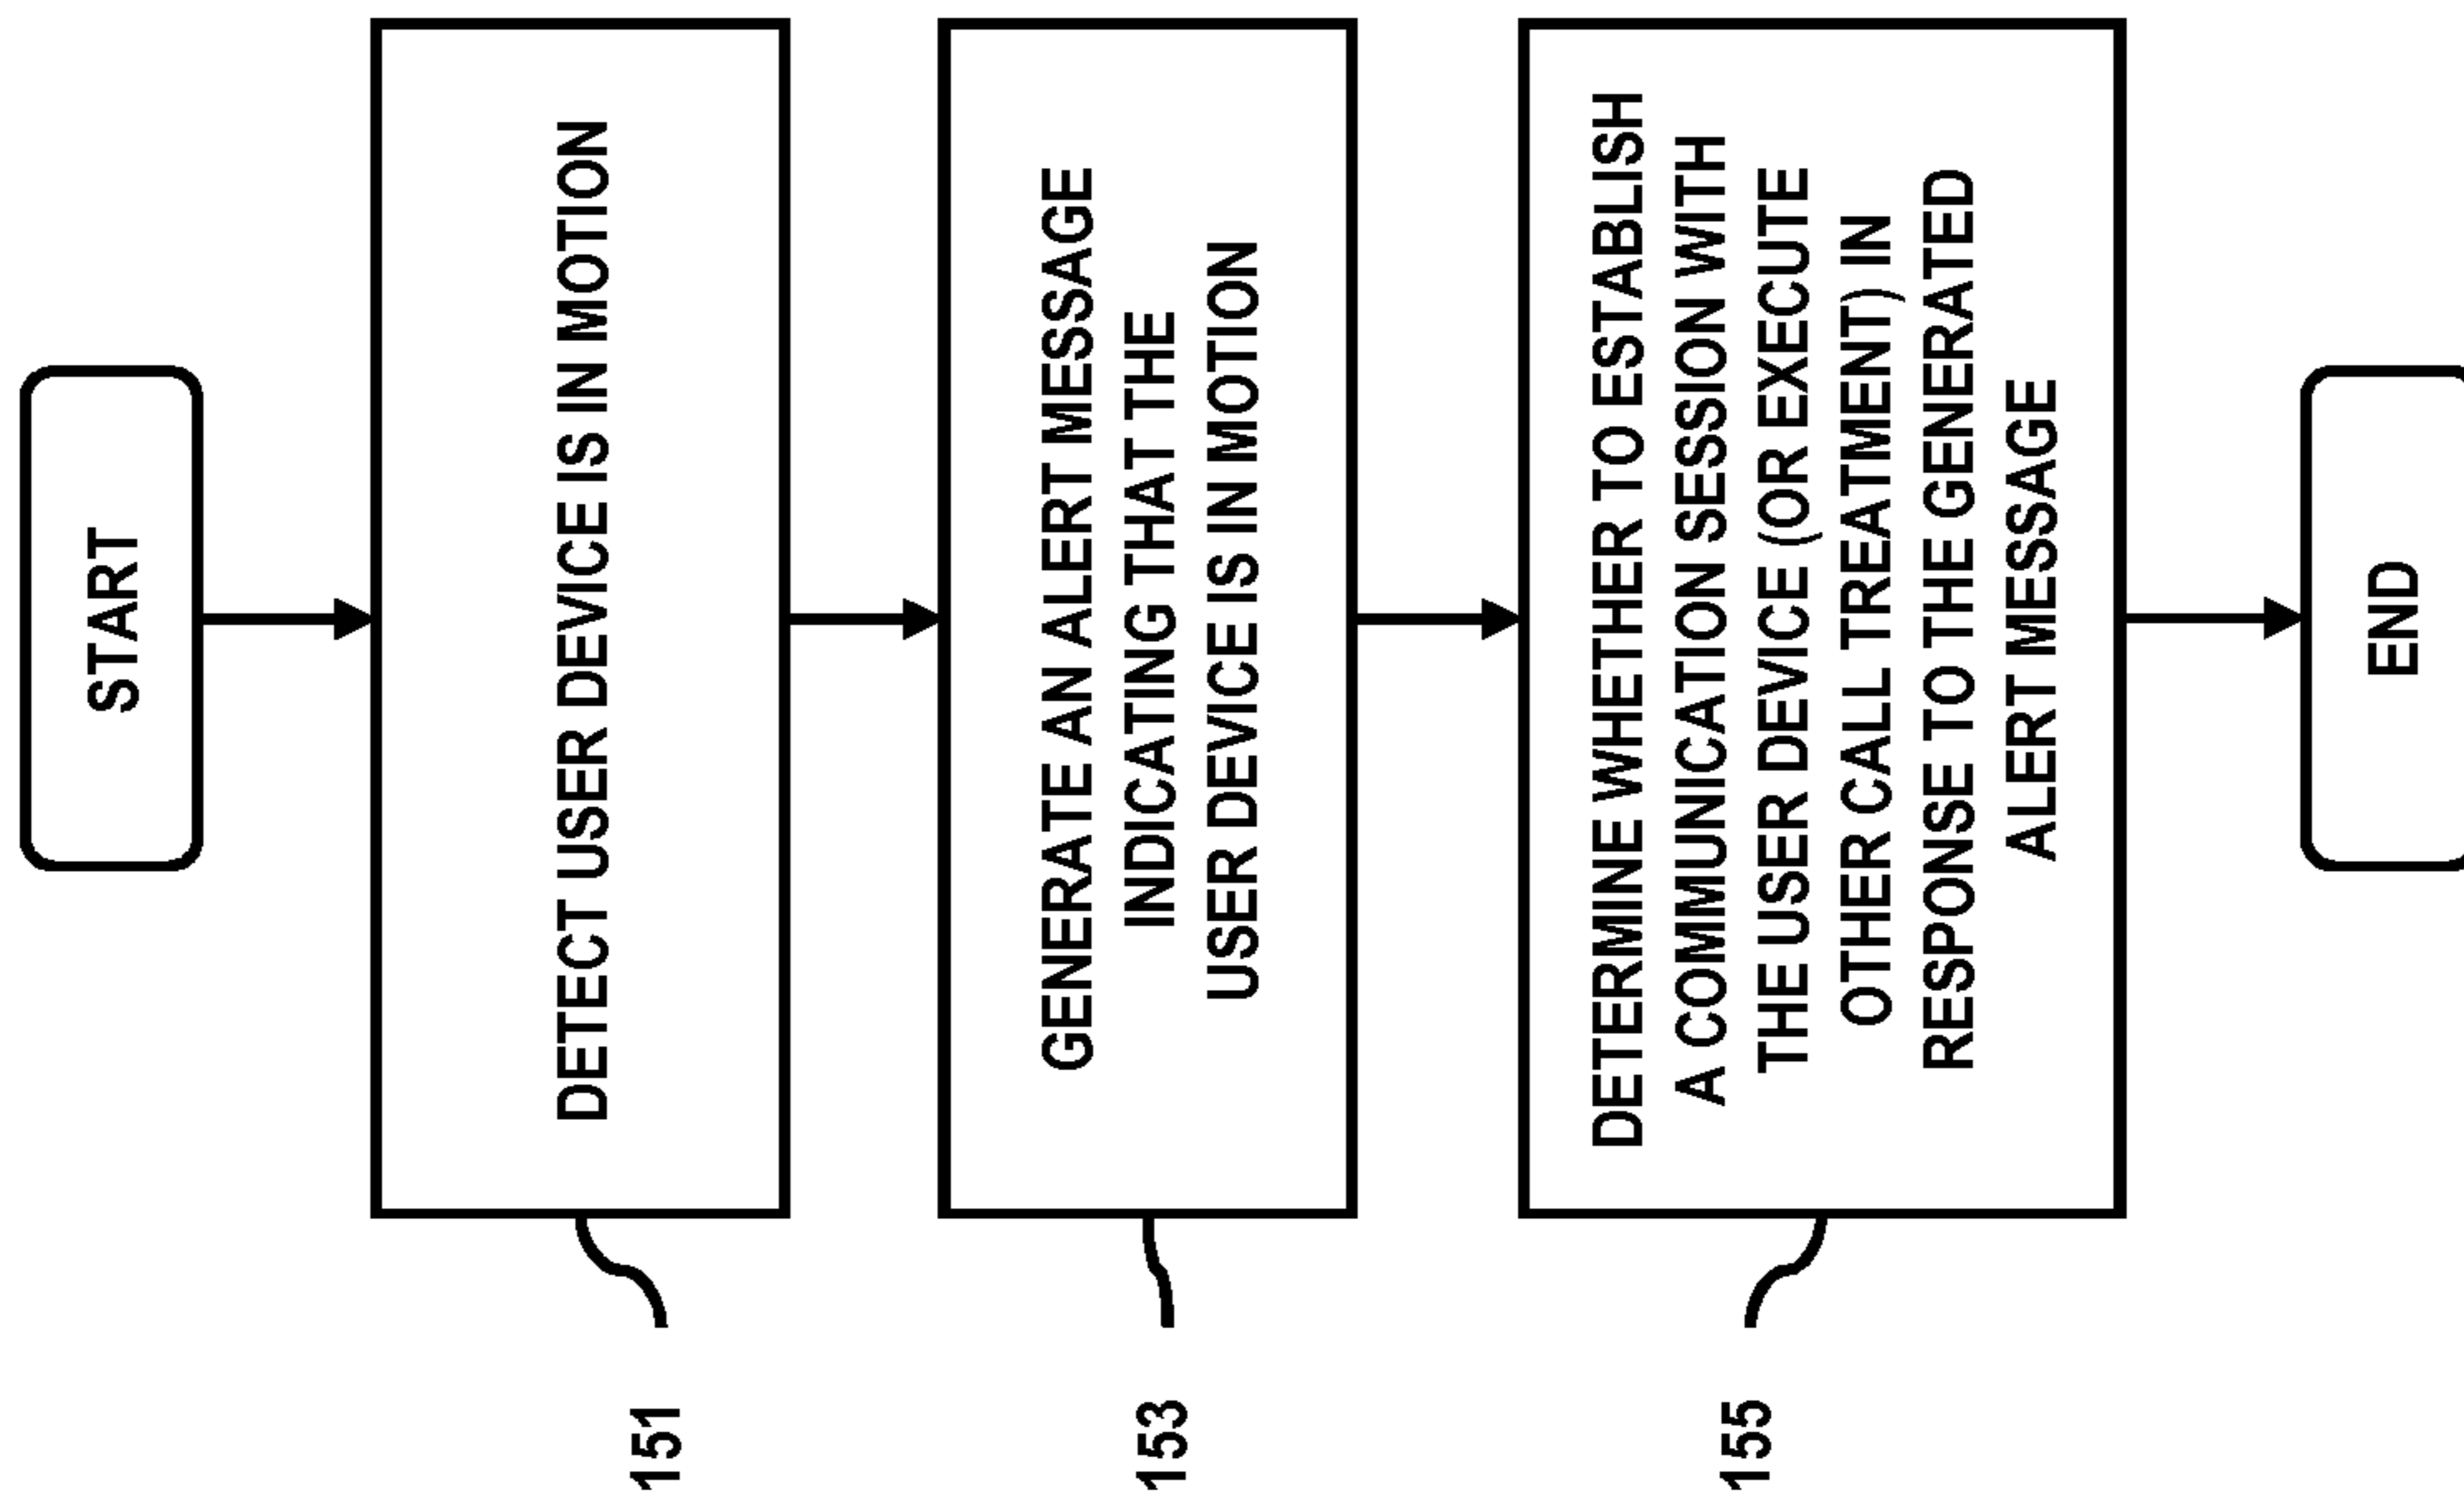 START
151
DETECT USER DEVICE IS IN MOTION
153
GENERATE AN ALERT MESSAGE
INDICATING THAT THE
USER DEVICE IS IN MOTION
155
DETERMINE WHETHER TO ESTABLISH
A COMMUNICATION SESSION WITH
THE USER DEVICE (OR EXECUTE
OTHER CALL TREATMENT) IN
RESPONSE TO THE GENERATED
ALERT MESSAGE
END